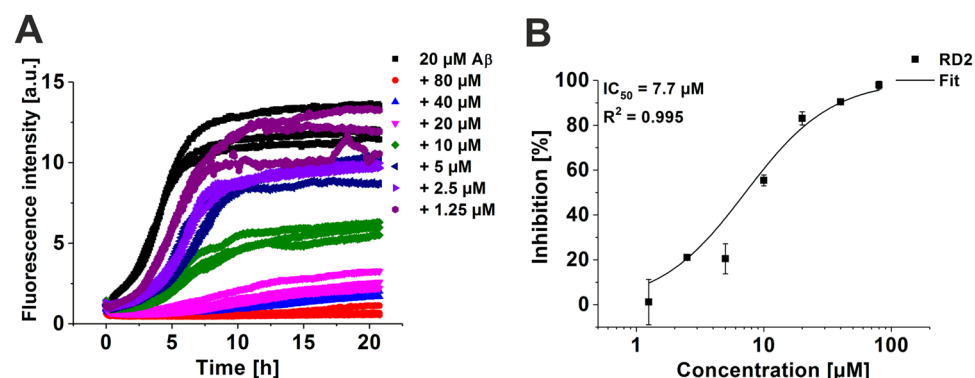 A
Fluorescence intensity [a.u.]
15
10
5
0
0
5
10
15
20
Time [h]
20 µM Aβ
+ 80 µM
+ 40 µM
+ 20 µM
+ 10 µM
+ 5 µM
+ 2.5 µM
+ 1.25 µM
B
Inhibition [%]
100
80
60
40
20
0
1
10
100
Concentration [µM]
IC50 = 7.7 µM
R2 = 0.995
RD2
Fit